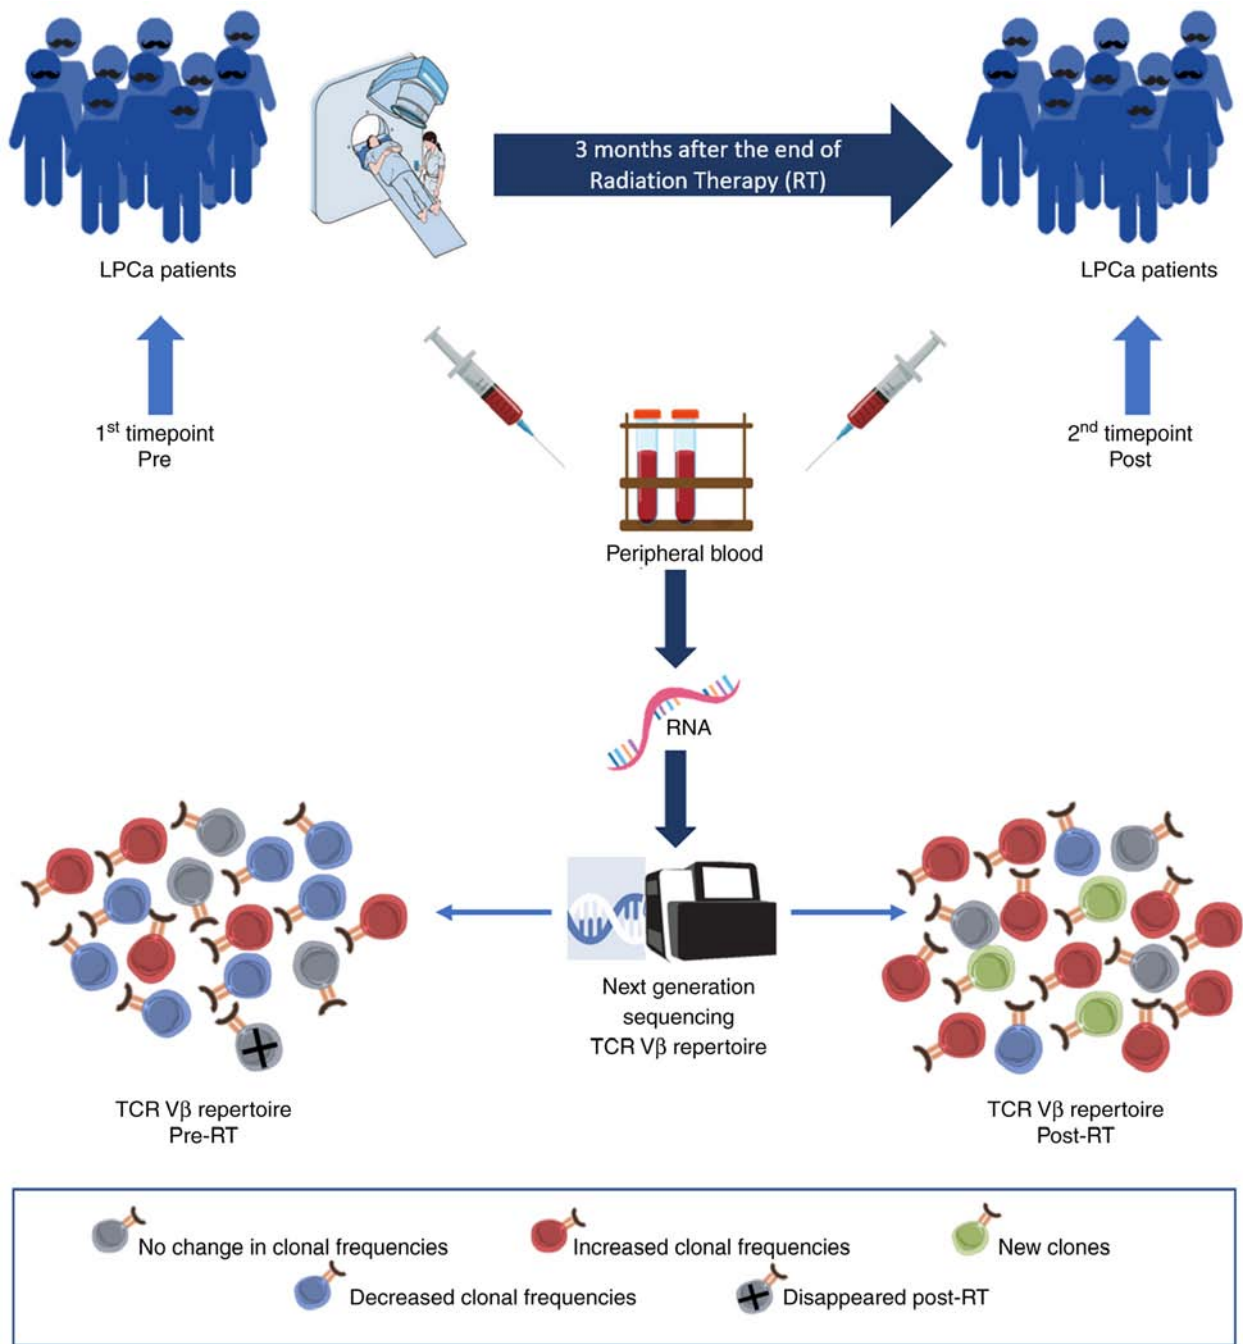 3 months after the end of
Radiation Therapy (RT)
LPCa patients
LPCa patients
1st timepoint
Pre
2nd timepoint
Post
Peripheral blood
RNA
Next generation
sequencing
TCR Vβ repertoire
TCR Vβ repertoire
Pre-RT
TCR Vβ repertoire
Post-RT
No change in clonal frequencies
Increased clonal frequencies
New clones
Decreased clonal frequencies
Disappeared post-RT